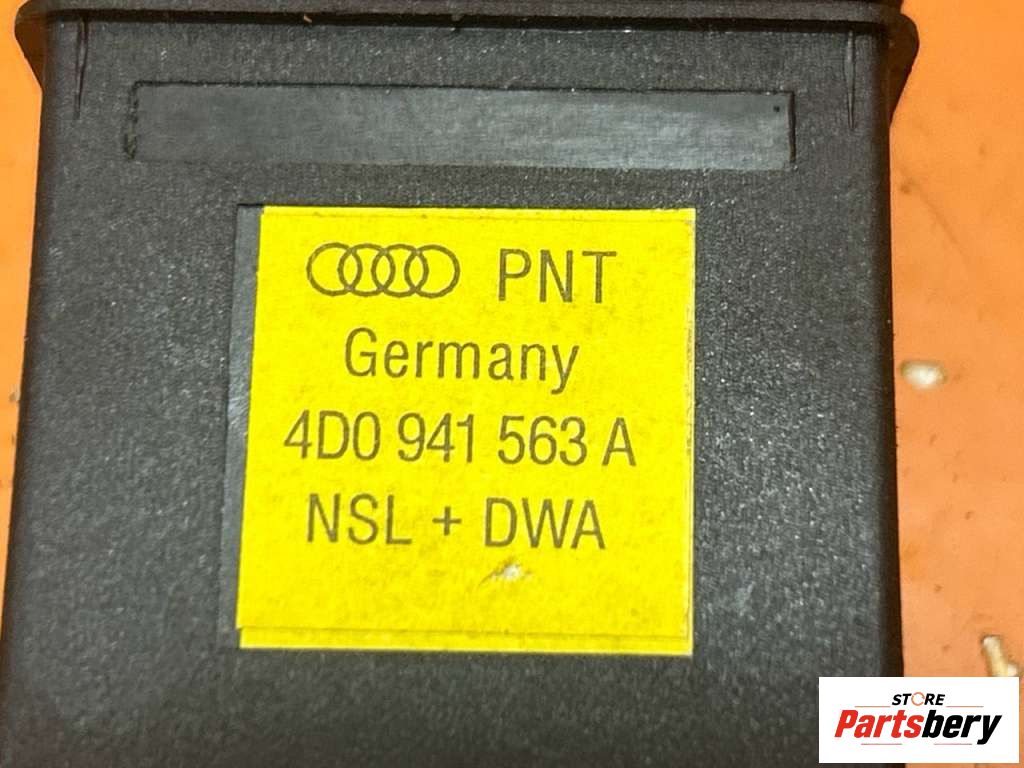 PNT
Germany
4D0 941 563 A
NSL + DWA
STORE
Partsbery